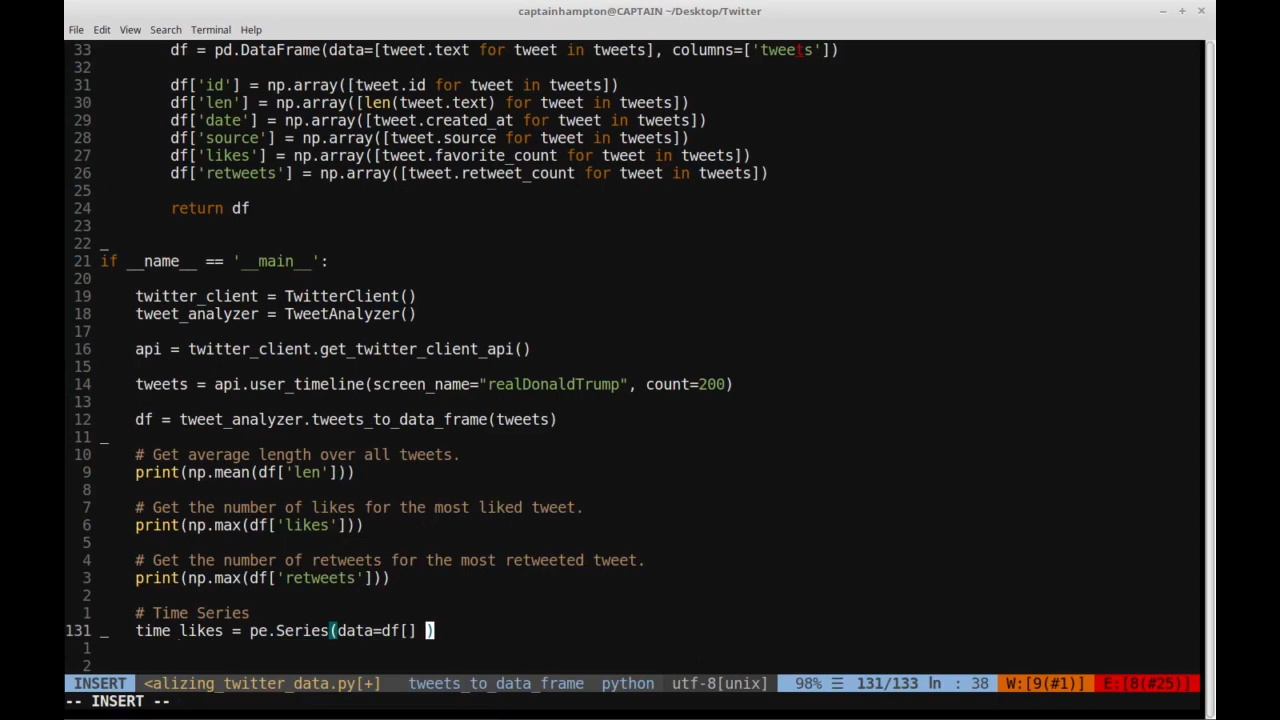 captainhampton@CAPTAIN ~/Desktop/Twitter
File Edit View Search Terminal Help
33 df = pd.DataFrame(data=[tweet.text for tweet in tweets], columns=['tweets'])
32
31 df['id'] = np.array([tweet.id for tweet in tweets])
30 df['len'] = np.array([len(tweet.text) for tweet in tweets])
29 df['date'] = np.array([tweet.created_at for tweet in tweets])
28 df['source'] = np.array([tweet.source for tweet in tweets])
27 df['likes'] = np.array([tweet.favorite_count for tweet in tweets])
26 df['retweets'] = np.array([tweet.retweet_count for tweet in tweets])
25
24 return df
23
22 _
21 if __name__ == '__main__':
20
19 twitter_client = TwitterClient()
18 tweet_analyzer = TweetAnalyzer()
17
16 api = twitter_client.get_twitter_client_api()
15
14 tweets = api.user_timeline(screen_name="realDonaldTrump", count=200)
13
12 df = tweet_analyzer.tweets_to_data_frame(tweets)
11 _
10 # Get average length over all tweets.
9 print(np.mean(df['len']))
8
7 # Get the number of likes for the most liked tweet.
6 print(np.max(df['likes']))
5
4 # Get the number of retweets for the most retweeted tweet.
3 print(np.max(df['retweets']))
2
1 # Time Series
131 _ time_likes = pe.Series(data=df[] )
1
2
INSERT <alizing_twitter_data.py[+] tweets_to_data_frame python utf-8[unix] 98% ☰ 131/133 ln : 38 W:[9(#1)] E:[8(#25)]
-- INSERT --